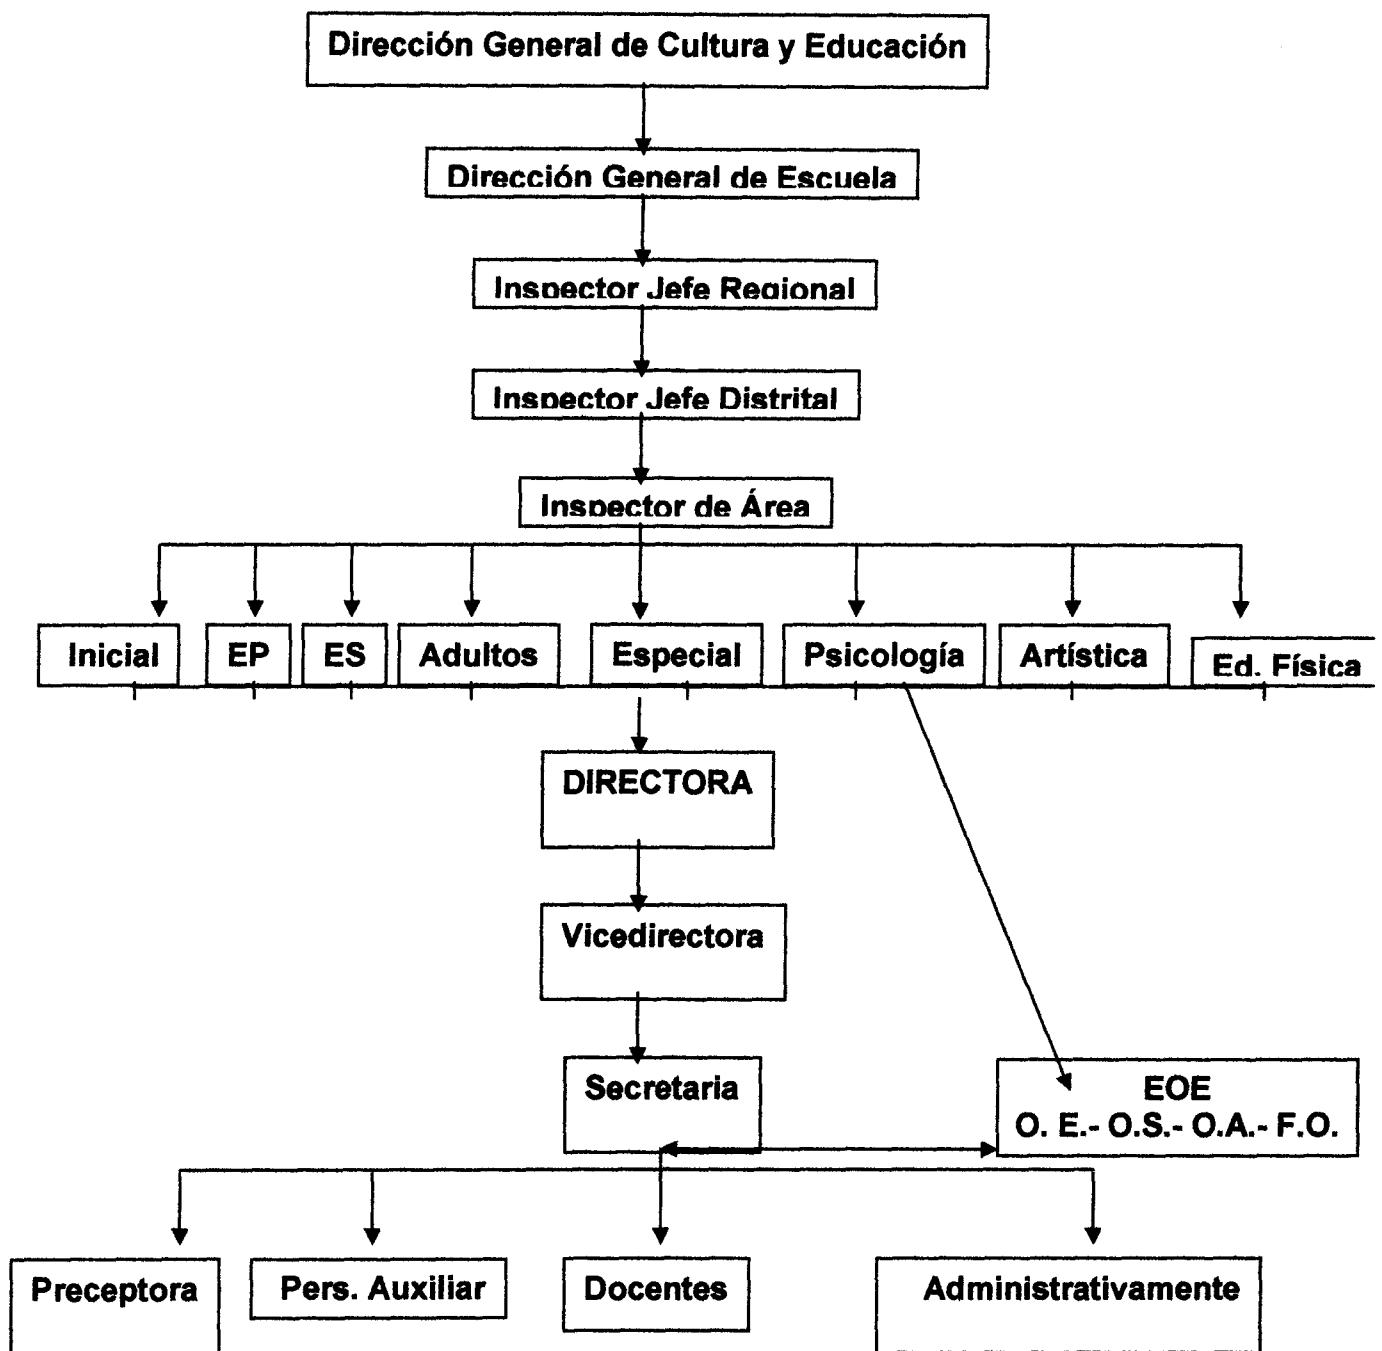 Dirección General de Cultura y Educación
Dirección General de Escuela
Inspector Jefe Regional
Inspector Jefe Distrital
Inspector de Área
Inicial EP ES Adultos Especial Psicología Artística Ed. Física
DIRECTORA
Vicedirectora
Secretaria
EOE
O. E.- O.S.- O.A.- F.O.
Preceptora Pers. Auxiliar Docentes Administrativamente